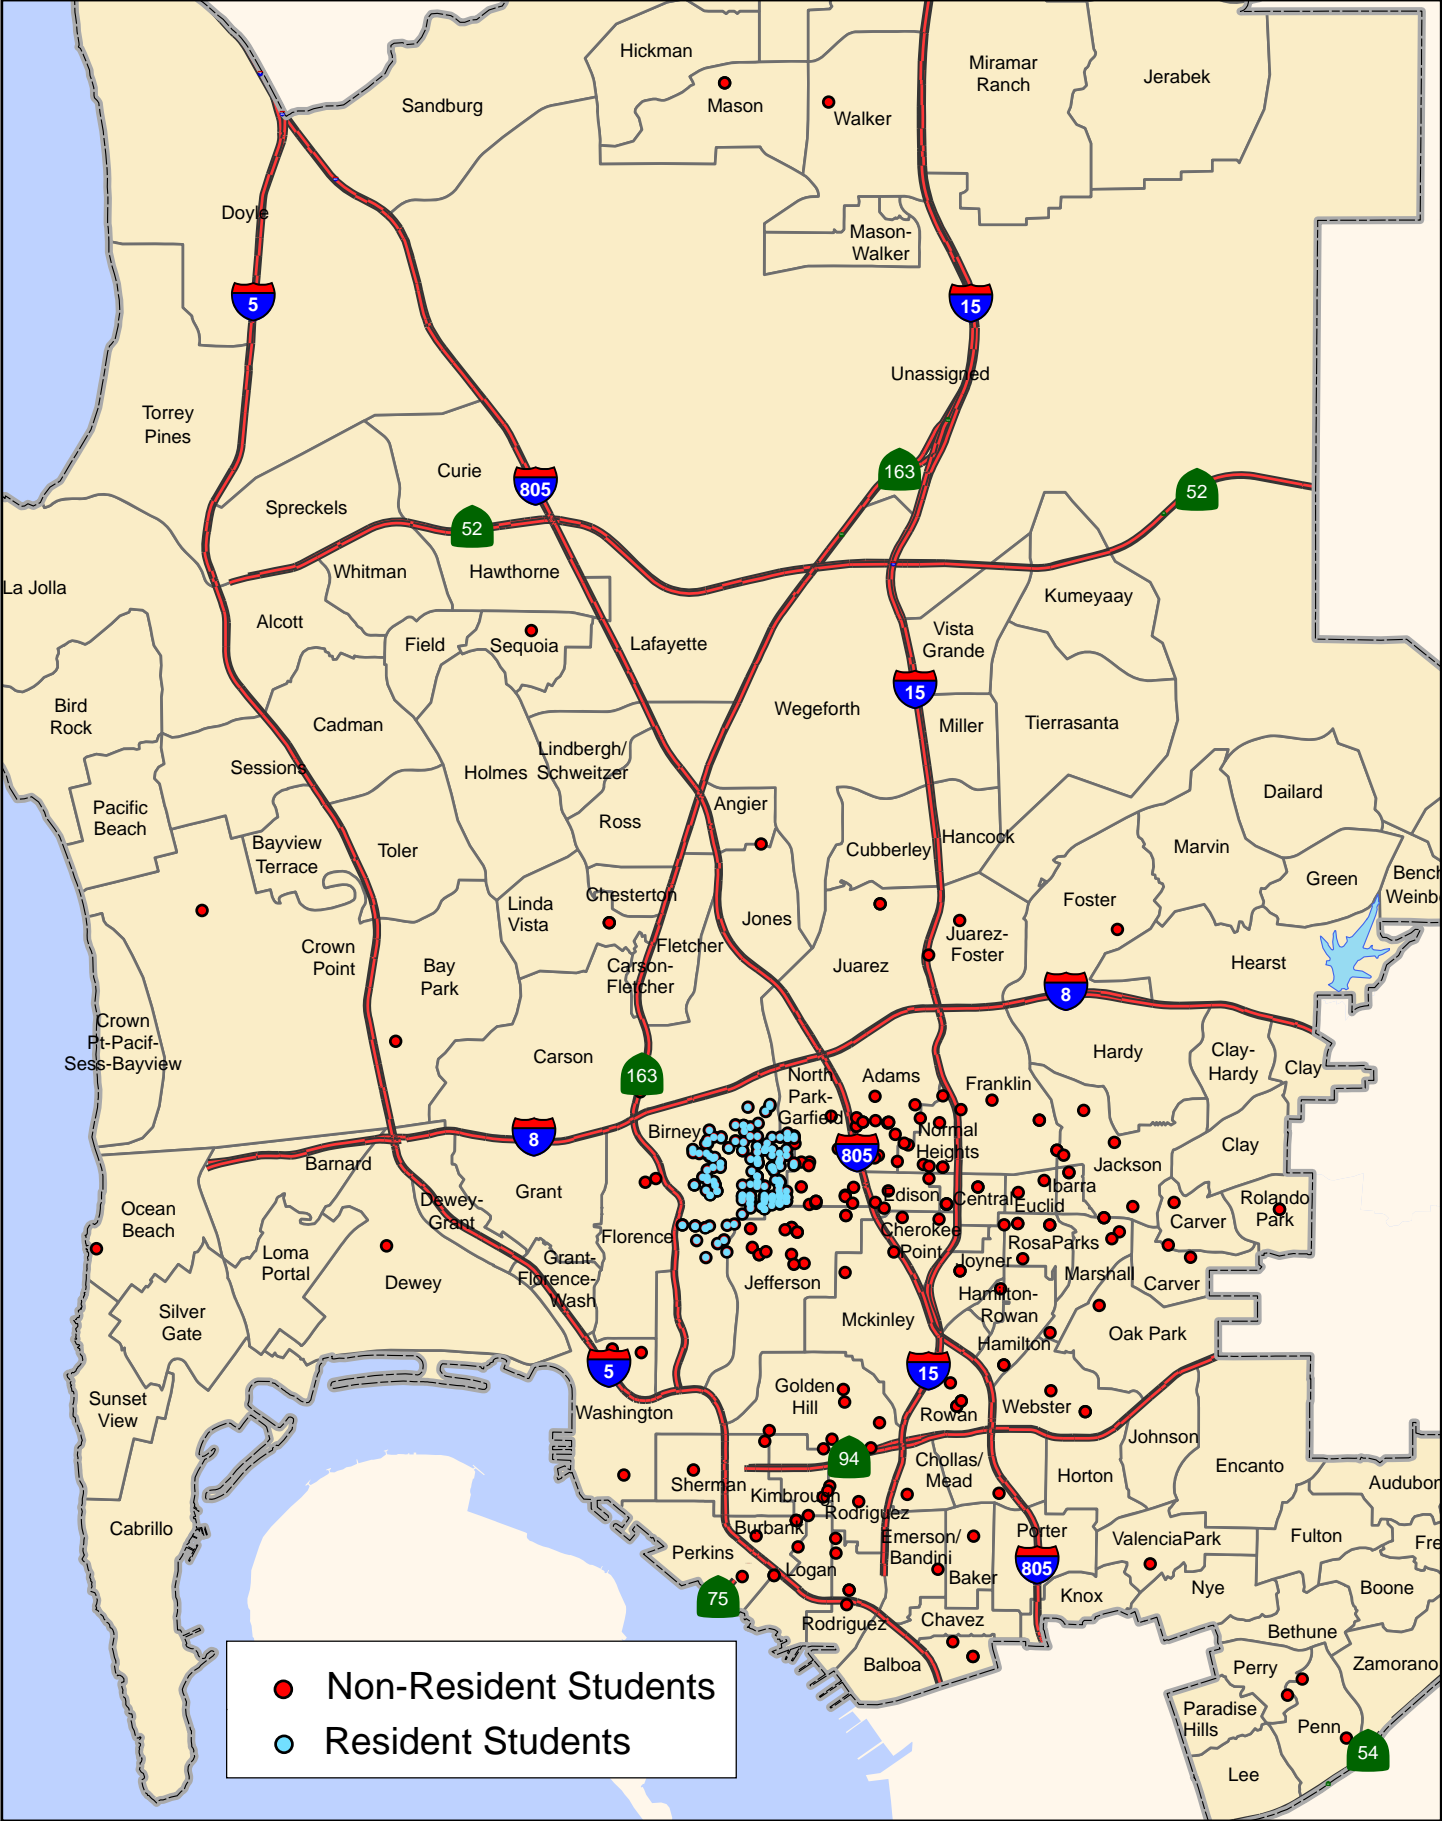 Hickman
Miramar
Ranch
Jerabek
Sandburg
Mason
Walker
Doyle
Mason-
Walker
5
15
Unassigned
Torrey
Pines
Curie
163
805
52
Spreckels
52
Whitman
Hawthorne
La Jolla
Kumeyaay
Alcott
Field
Sequoia
Lafayette
Vista
Grande
15
Bird
Rock
Cadman
Wegeforth
Miller
Tierrasanta
Sessions
Holmes
Lindbergh/
Schweitzer
Angier
Dailard
Pacific
Beach
Ross
Bayview
Terrace
Toler
Cubberley
Hancock
Marvin
Green
Bench
Weinb
Linda
Vista
Chesterton
Jones
Foster
Crown
Point
Bay
Park
Fletcher
Carson-
Fletcher
Juarez
Juarez-
Foster
Hearst
8
Crown
Pt-Pacif-
Sess-Bayview
Carson
163
North
Park-
Garfield
Adams
Franklin
Hardy
Clay-
Hardy
Clay
8
Birney
805
Normal
Heights
Jackson
Clay
Barnard
Ocean
Beach
Dewey-
Grant
Grant
Edison
Central
Euclid
Ibarra
Carver
Rolando
Park
Loma
Portal
Florence
Cherokee
Point
RosaParks
Grant-
Florence-
Wash
Dewey
Jefferson
Joyner
Marshall
Carver
Silver
Gate
Mckinley
Hamilton-
Rowan
Hamilton
Oak Park
5
15
Sunset
View
Washington
Golden
Hill
Rowan
Webster
Johnson
94
Sherman
Chollas/
Mead
Horton
Encanto
Audubor
Kimbrough
Rodriguez
Cabrillo
Burbank
Emerson/
Bandini
Porter
ValenciaPark
Fulton
Fre
Perkins
Logan
Baker
805
Knox
Nye
Boone
75
Rodriguez
Chavez
Bethune
Balboa
Perry
Zamorano
Non-Resident Students
Paradise
Hills
Penn
Resident Students
54
Lee